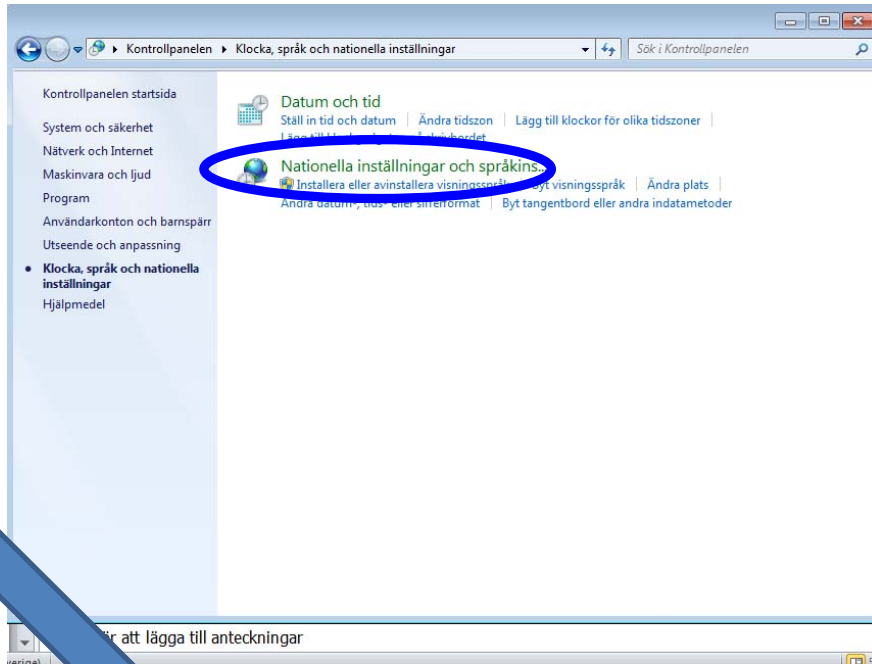 Kontrollpanelen Klocka, språk och nationella inställningar Sök i Kontrollpanelen
Kontrollpanelen startsida
System och säkerhet
Nätverk och Internet
Maskinvara och ljud
Program
Användarkonton och barnspärr
Utseende och anpassning
Klocka, språk och nationella
inställningar
Hjälpmedel
Datum och tid
Ställ in tid och datum Ändra tidszon Lägg till klockor för olika tidszoner
Nationella inställningar och språkins...
Installera eller avinstallera visningsspråk Byt visningsspråk Ändra plats
Ändra datum-, tids- eller sifferformat Byt tangentbord eller andra indatametoder
att lägga till anteckningar